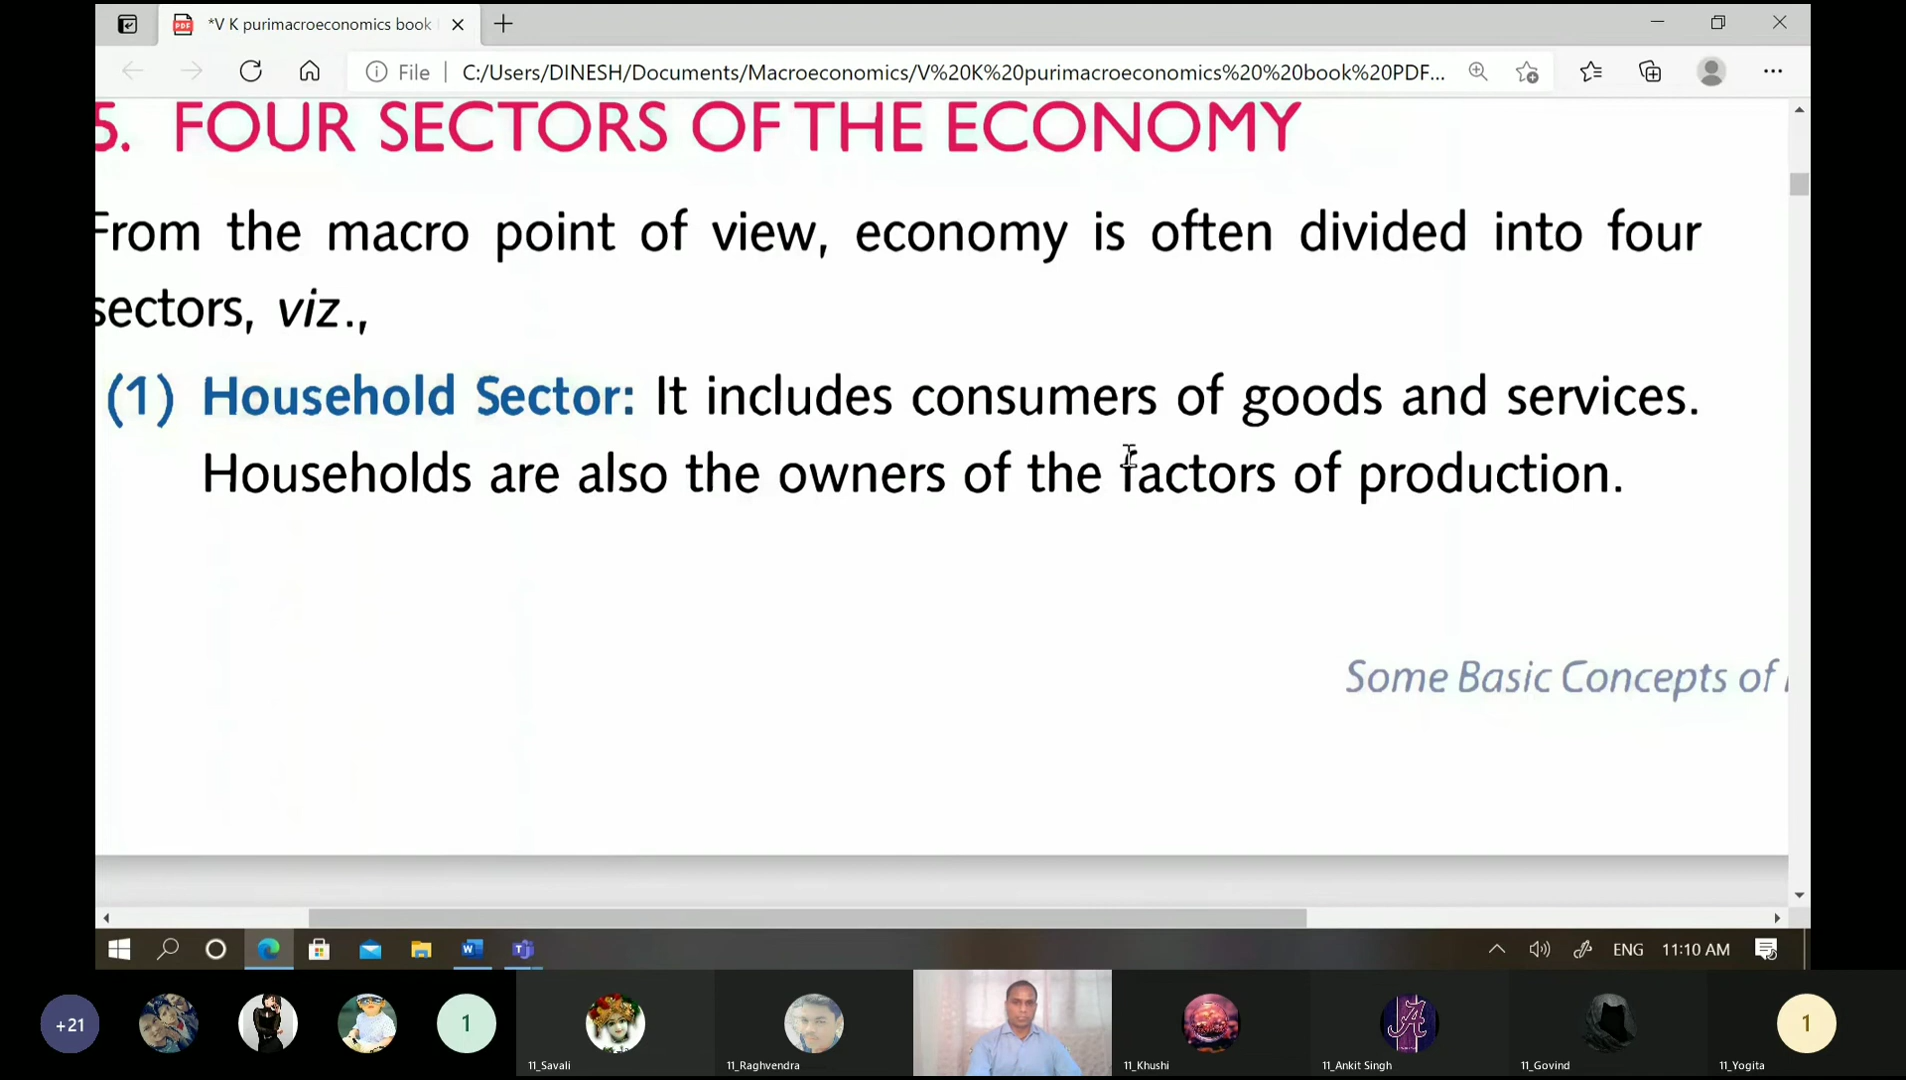 *V K purimacroeconomics book
File
C:/Users/DINESH/Documents/Macroeconomics/V%20K%20purimacroeconomics%20%20book%20PDF...
5. FOUR SECTORS OF THE ECONOMY
From the macro point of view, economy is often divided into four
sectors, viz.,
(1) Household Sector: It includes consumers of goods and services.
Households are also the owners of the factors of production.
Some Basic Concepts of
ENG 11:10 AM
+21
1
1
11_Savali
11_Raghvendra
11_Khushi
11_Ankit Singh
11_Govind
11_Yogita